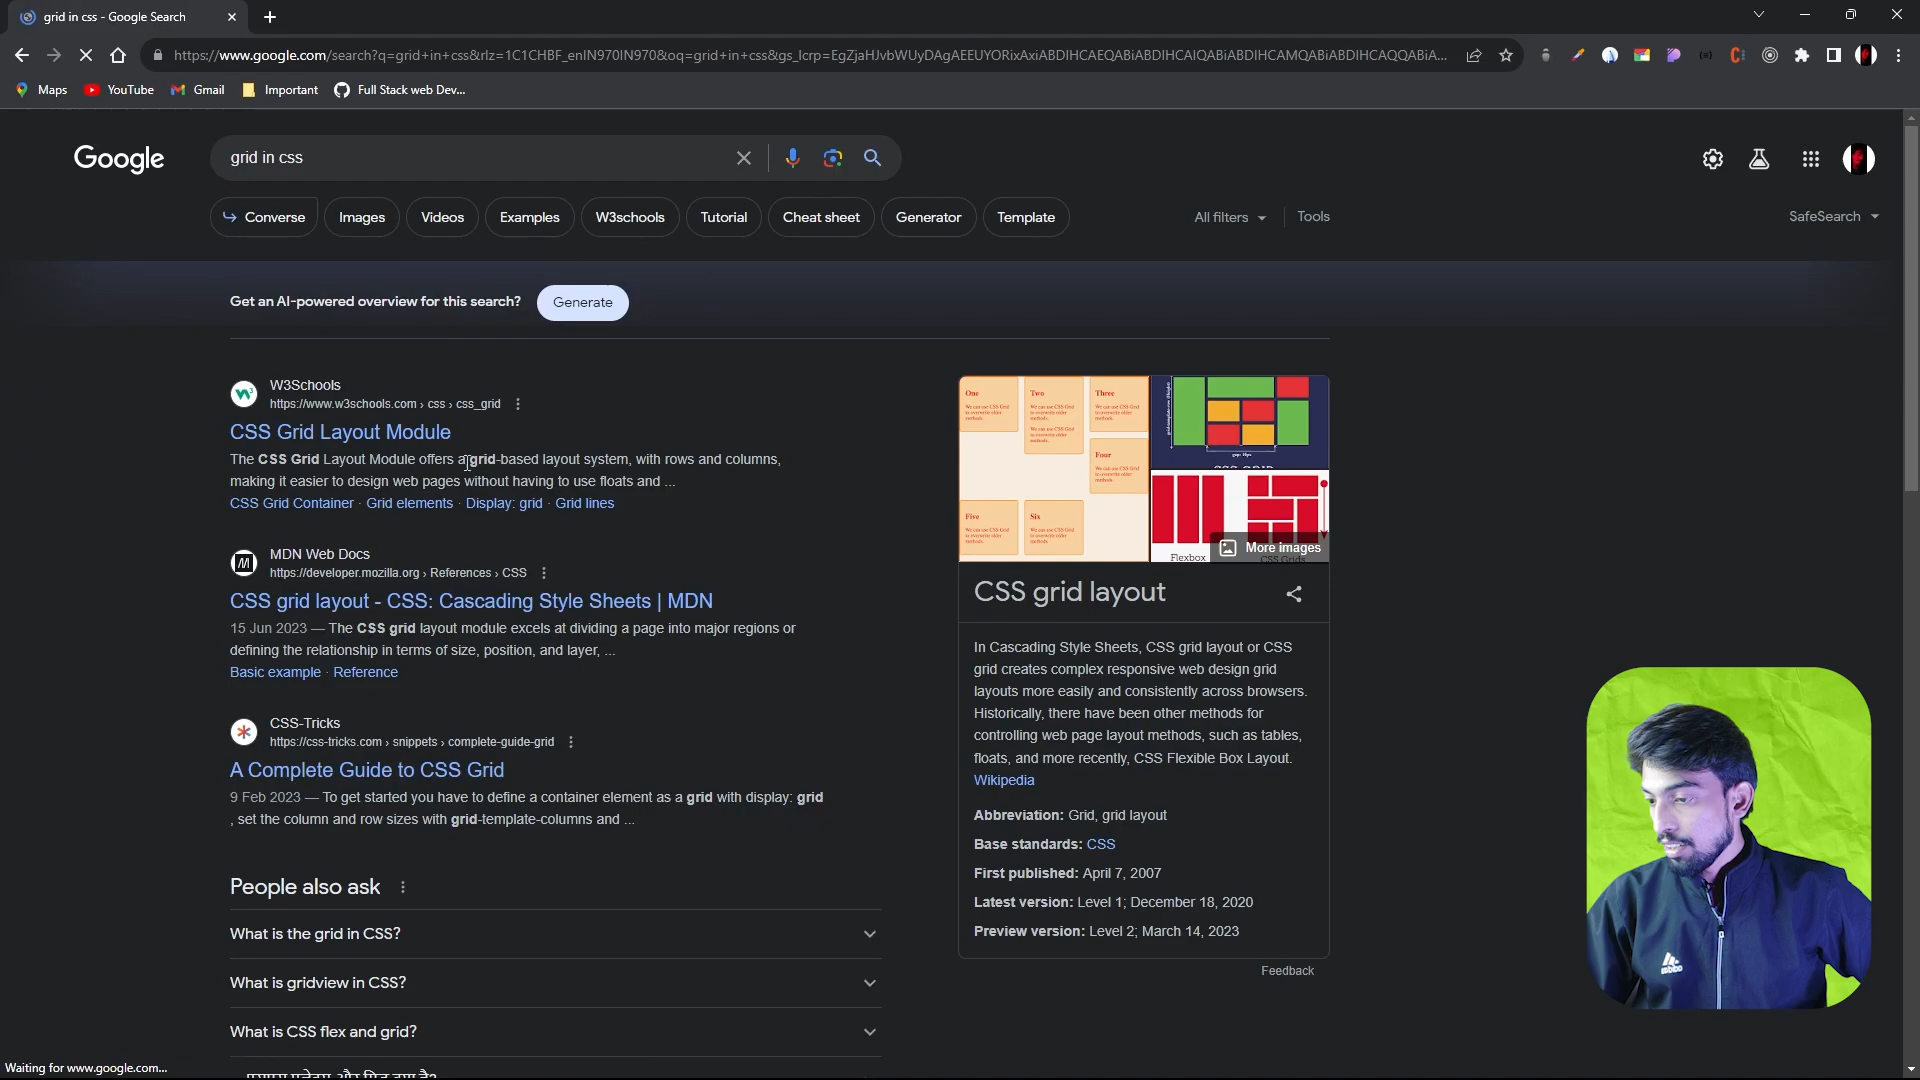 grid in css - Google Search
https://www.google.com/search?q=grid+in+css&rlz=1C1CHBF_enIN970IN970&oq=grid+in+css&gs_lcrp=EgZjaHJvbWUyDAgAEEUYORixAxiABDIHCAEQABiABDIHCAIQABiABDIHCAMQABiABDIHCAQQABiA...
Maps YouTube Gmail Important Full Stack web Dev...
Google
grid in css
Converse Images Videos Examples W3schools Tutorial Cheat sheet Generator Template All filters Tools SafeSearch
Get an AI-powered overview for this search? Generate
W3Schools
https://www.w3schools.com › css › css_grid
CSS Grid Layout Module
The CSS Grid Layout Module offers a grid-based layout system, with rows and columns,
making it easier to design web pages without having to use floats and ...
CSS Grid Container · Grid elements · Display: grid · Grid lines
MDN Web Docs
https://developer.mozilla.org › References › CSS
CSS grid layout - CSS: Cascading Style Sheets | MDN
15 Jun 2023 — The CSS grid layout module excels at dividing a page into major regions or
defining the relationship in terms of size, position, and layer, ...
Basic example · Reference
CSS-Tricks
https://css-tricks.com › snippets › complete-guide-grid
A Complete Guide to CSS Grid
9 Feb 2023 — To get started you have to define a container element as a grid with display: grid
, set the column and row sizes with grid-template-columns and ...
People also ask
What is the grid in CSS?
What is gridview in CSS?
What is CSS flex and grid?
One Two Three
Four
Five Six
Flexbox CSS Grids
More images
CSS grid layout
In Cascading Style Sheets, CSS grid layout or CSS
grid creates complex responsive web design grid
layouts more easily and consistently across browsers.
Historically, there have been other methods for
controlling web page layout methods, such as tables,
floats, and more recently, CSS Flexible Box Layout.
Wikipedia
Abbreviation: Grid, grid layout
Base standards: CSS
First published: April 7, 2007
Latest version: Level 1; December 18, 2020
Preview version: Level 2; March 14, 2023
Feedback
Waiting for www.google.com...